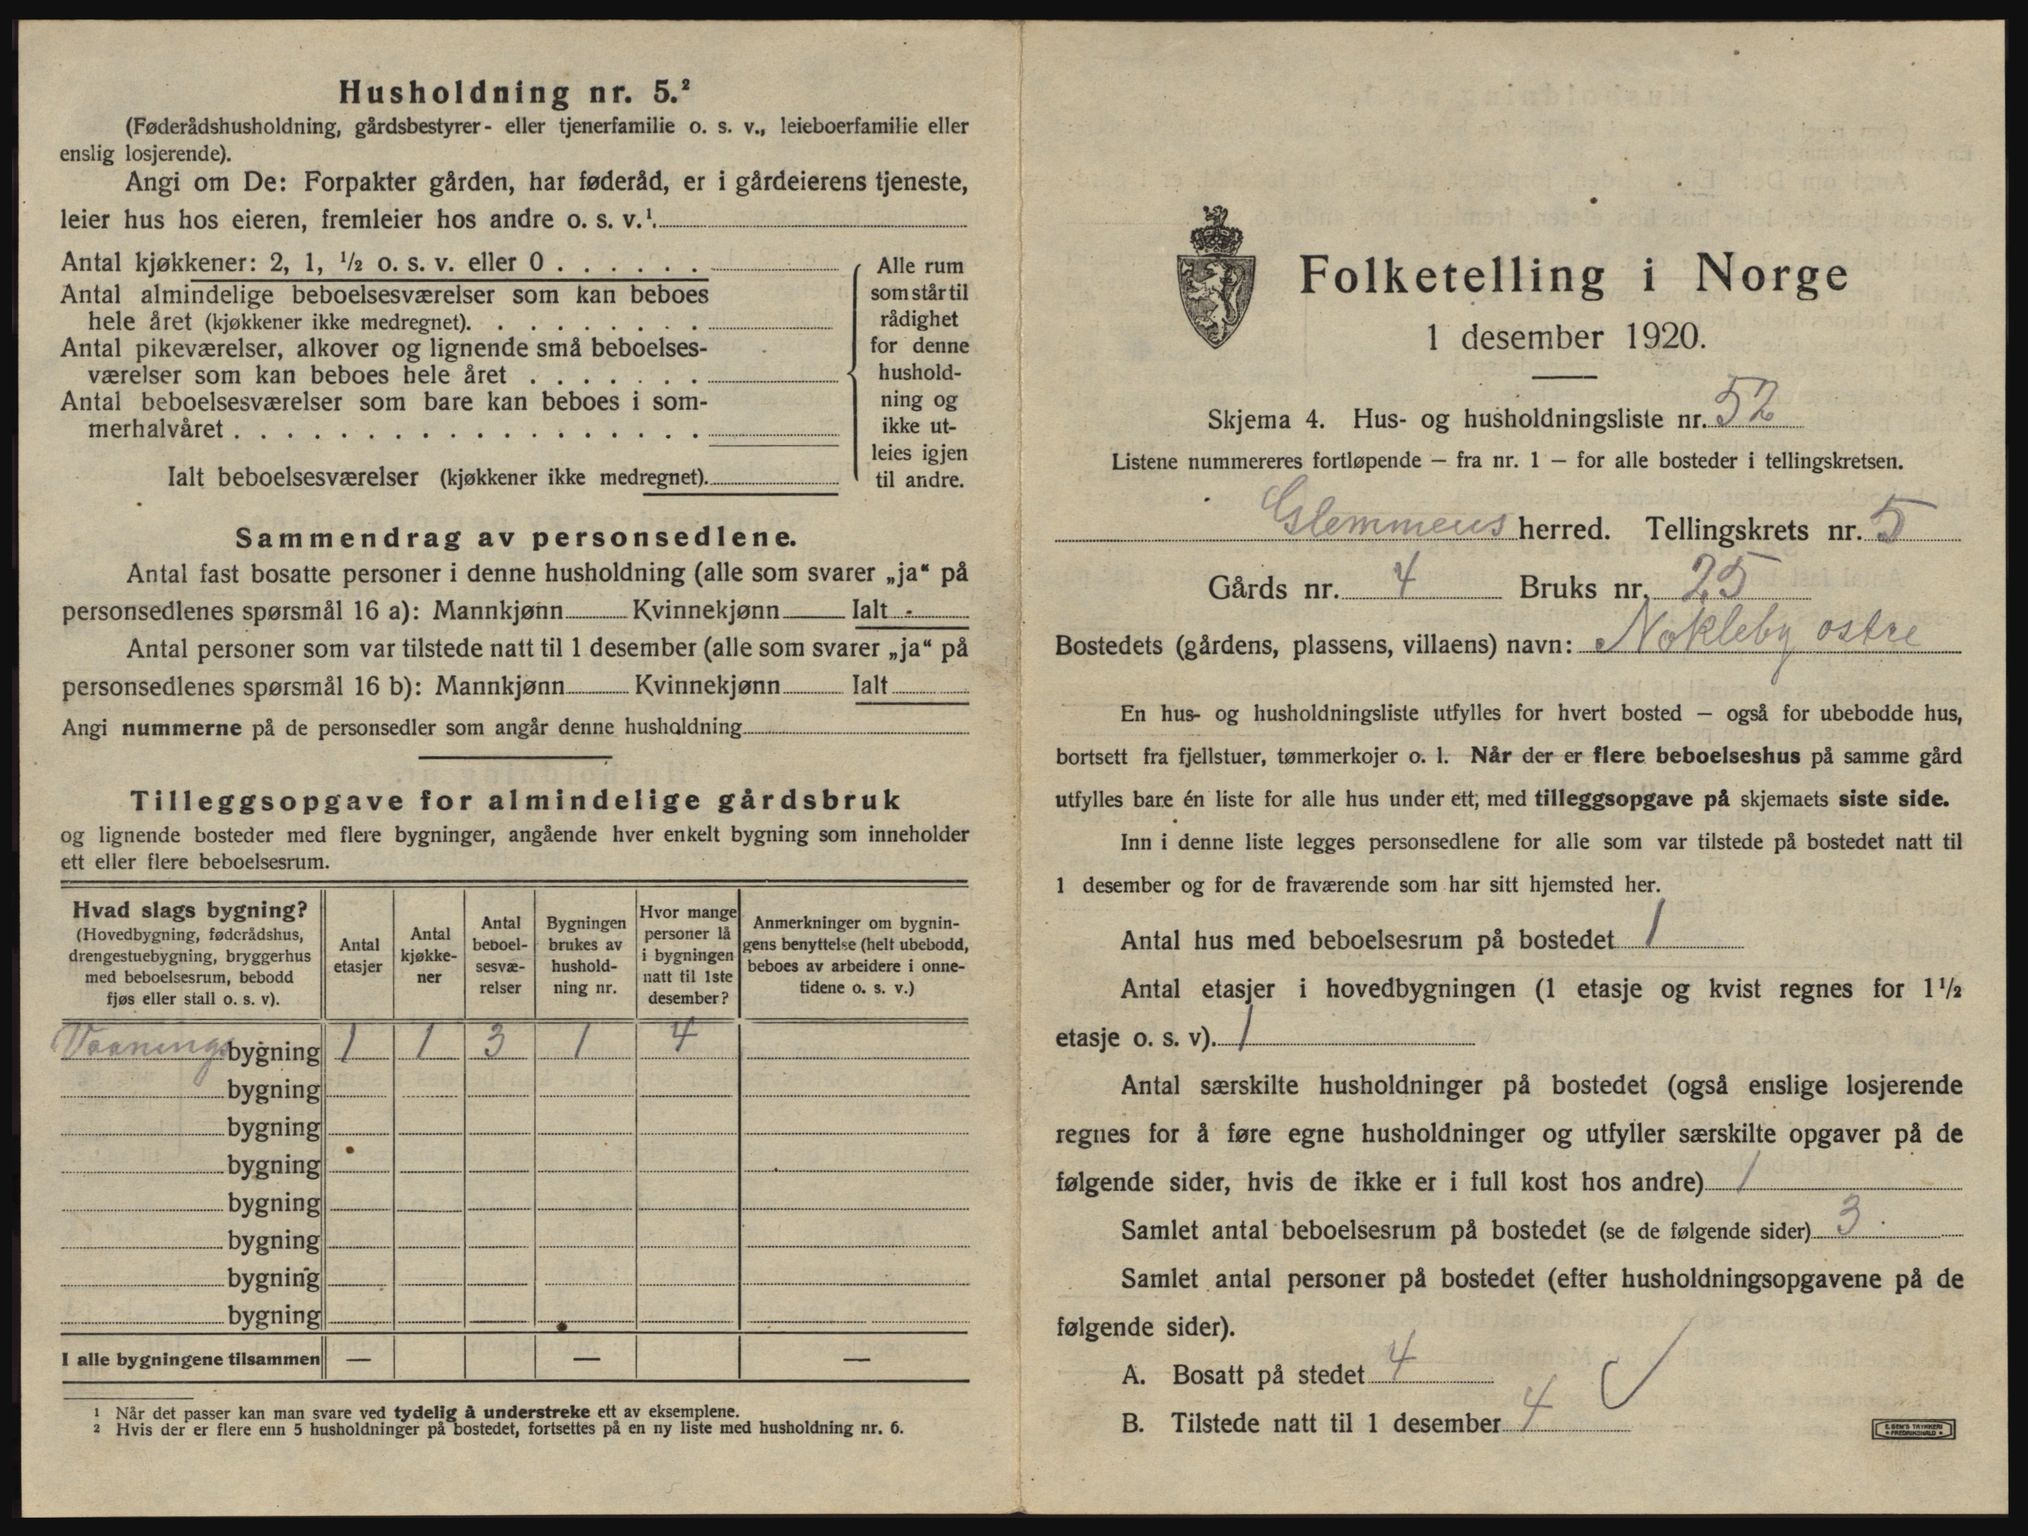 Husholdning nr. 5.²
(Føderådshusholdning, gårdsbestyrer- eller tjenerfamilie o. s. v., leieboerfamilie eller
enslig losjerende).
Angi om De: Forpakter gården, har føderåd, er i gårdeierens tjeneste,
leier hus hos eieren, fremleier hos andre o. s. v.¹
Antal kjøkkener: 2, 1, ½ o. s. v. eller 0
Antal almindelige beboelsesværelser som kan beboes
hele året (kjøkkener ikke medregnet).
Antal pikeværelser, alkover og lignende små beboelses-
værelser som kan beboes hele året
Antal beboelsesværelser som bare kan beboes i som-
merhalvåret
Ialt beboelsesværelser (kjøkkener ikke medregnet).
Alle rum
som står til
rådighet
for denne
hushold-
ning og
ikke ut-
leies igjen
til andre.
Sammendrag av personsedlene.
Antal fast bosatte personer i denne husholdning (alle som svarer „ja“ på
personsedlenes spørsmål 16 a): Mannkjønn Kvinnekjønn Ialt
Antal personer som var tilstede natt til 1 desember (alle som svarer „ja“ på
personsedlenes spørsmål 16 b): Mannkjønn Kvinnekjønn Ialt
Angi nummerne på de personsedler som angår denne husholdning
Tilleggsopgave for almindelige gårdsbruk
og lignende bosteder med flere bygninger, angående hver enkelt bygning som inneholder
ett eller flere beboelsesrum.
Hvad slags bygning?
(Hovedbygning, føderådshus,
drengestuebygning, bryggerhus
med beboelsesrum, bebodd
fjøs eller stall o. s. v).
Antal
etasjer
Antal
kjøkke-
ner
Antal
beboel-
sesvæ-
relser
Bygningen
brukes av
hushold-
ning nr.
Hvor mange
personer lå
i bygningen
natt til 1ste
desember?
Anmerkninger om bygnin-
gens benyttelse (helt ubebodd,
beboes av arbeidere i onne-
tidene o. s. v.)
Vaaningsbygning 1 1 3 1 4
bygning
bygning
bygning
bygning
bygning
bygning
bygning
I alle bygningene tilsammen — — —
¹ Når det passer kan man svare ved tydelig å understreke ett av eksemplene.
² Hvis der er flere enn 5 husholdninger på bostedet, fortsettes på en ny liste med husholdning nr. 6.
Folketelling i Norge
1 desember 1920.
Skjema 4. Hus- og husholdningsliste nr. 52
Listene nummereres fortløpende – fra nr. 1 – for alle bosteder i tellingskretsen.
Glemmens herred. Tellingskrets nr. 5
Gårds nr. 4 Bruks nr. 25
Bostedets (gårdens, plassens, villaens) navn: Nokleby ostre
En hus- og husholdningsliste utfylles for hvert bosted – også for ubebodde hus,
bortsett fra fjellstuer, tømmerkojer o. l. Når der er flere beboelseshus på samme gård
utfylles bare én liste for alle hus under ett, med tilleggsopgave på skjemaets siste side.
Inn i denne liste legges personsedlene for alle som var tilstede på bostedet natt til
1 desember og for de fraværende som har sitt hjemsted her.
Antal hus med beboelsesrum på bostedet 1
Antal etasjer i hovedbygningen (1 etasje og kvist regnes for 1½
etasje o. s. v). 1
Antal særskilte husholdninger på bostedet (også enslige losjerende
regnes for å føre egne husholdninger og utfyller særskilte opgaver på de
følgende sider, hvis de ikke er i full kost hos andre) 1
Samlet antal beboelsesrum på bostedet (se de følgende sider) 3
Samlet antal personer på bostedet (efter husholdningsopgavene på de
følgende sider).
A. Bosatt på stedet 4
B. Tilstede natt til 1 desember 4